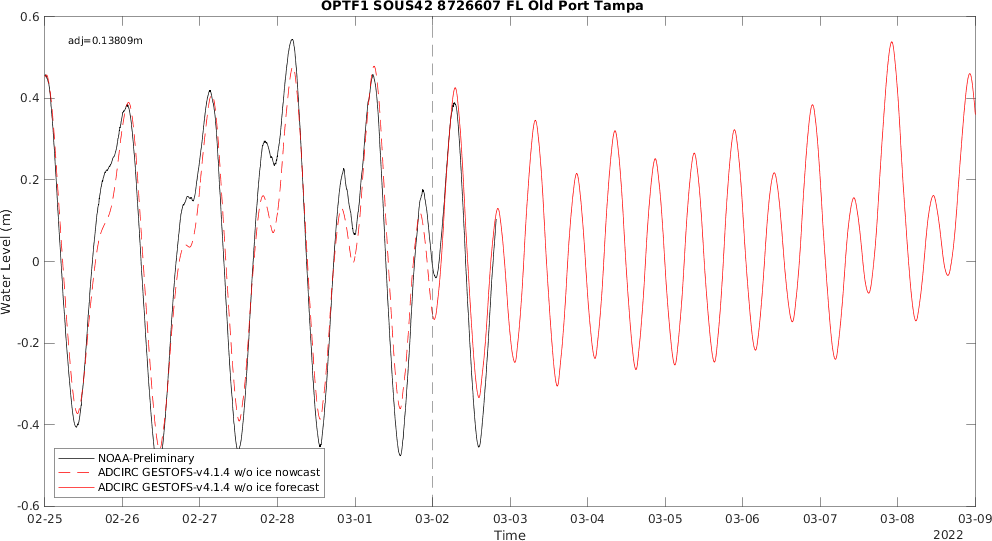 OPTF1 SOUS42 8726607 FL Old Port Tampa
adj=0.13809m
0.6
0.4
0.2
0
-0.2
-0.4
-0.6
Water Level (m)
NOAA-Preliminary
ADCIRC GESTOFS-v4.1.4 w/o ice nowcast
ADCIRC GESTOFS-v4.1.4 w/o ice forecast
02-25 02-26 02-27 02-28 03-01 03-02 03-03 03-04 03-05 03-06 03-07 03-08 03-09
Time
2022